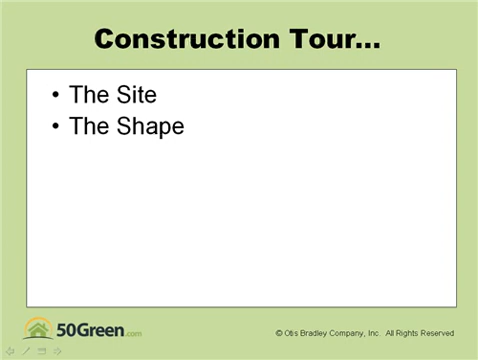 Construction Tour...
• The Site
• The Shape
50Green.com
© Otis Bradley Company, Inc. All Rights Reserved